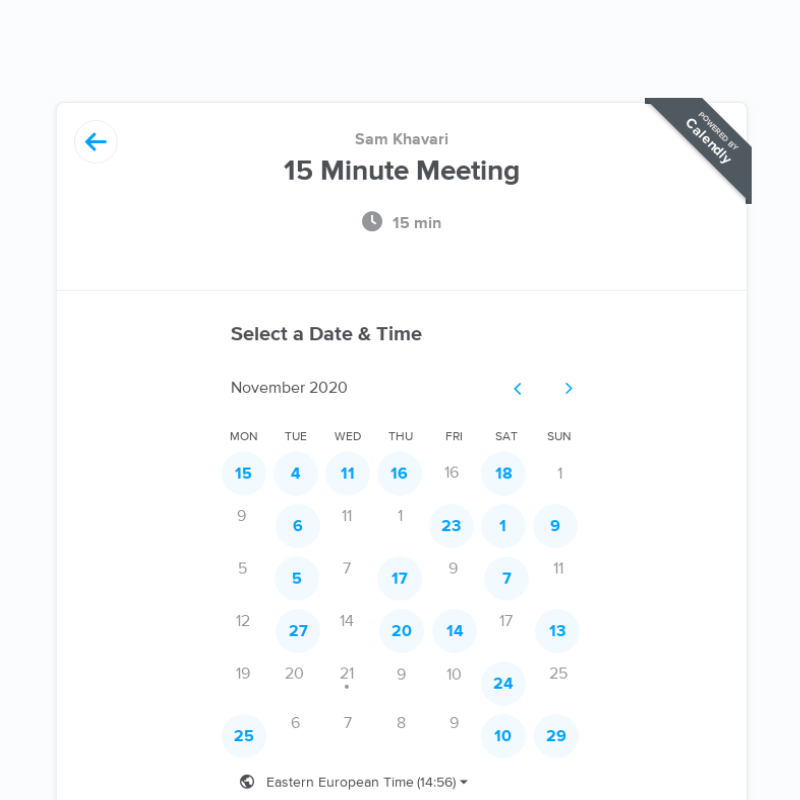 POWERED BY
Calendly
Sam Khavari
15 Minute Meeting
15 min
Select a Date & Time
November 2020
MON TUE WED THU FRI SAT SUN
15 4 11 16 16 18 1
9 6 11 1 23 1 9
5 5 7 17 9 7 11
12 27 14 20 14 17 13
19 20 21 9 10 24 25
25 6 7 8 9 10 29
Eastern European Time (14:56)